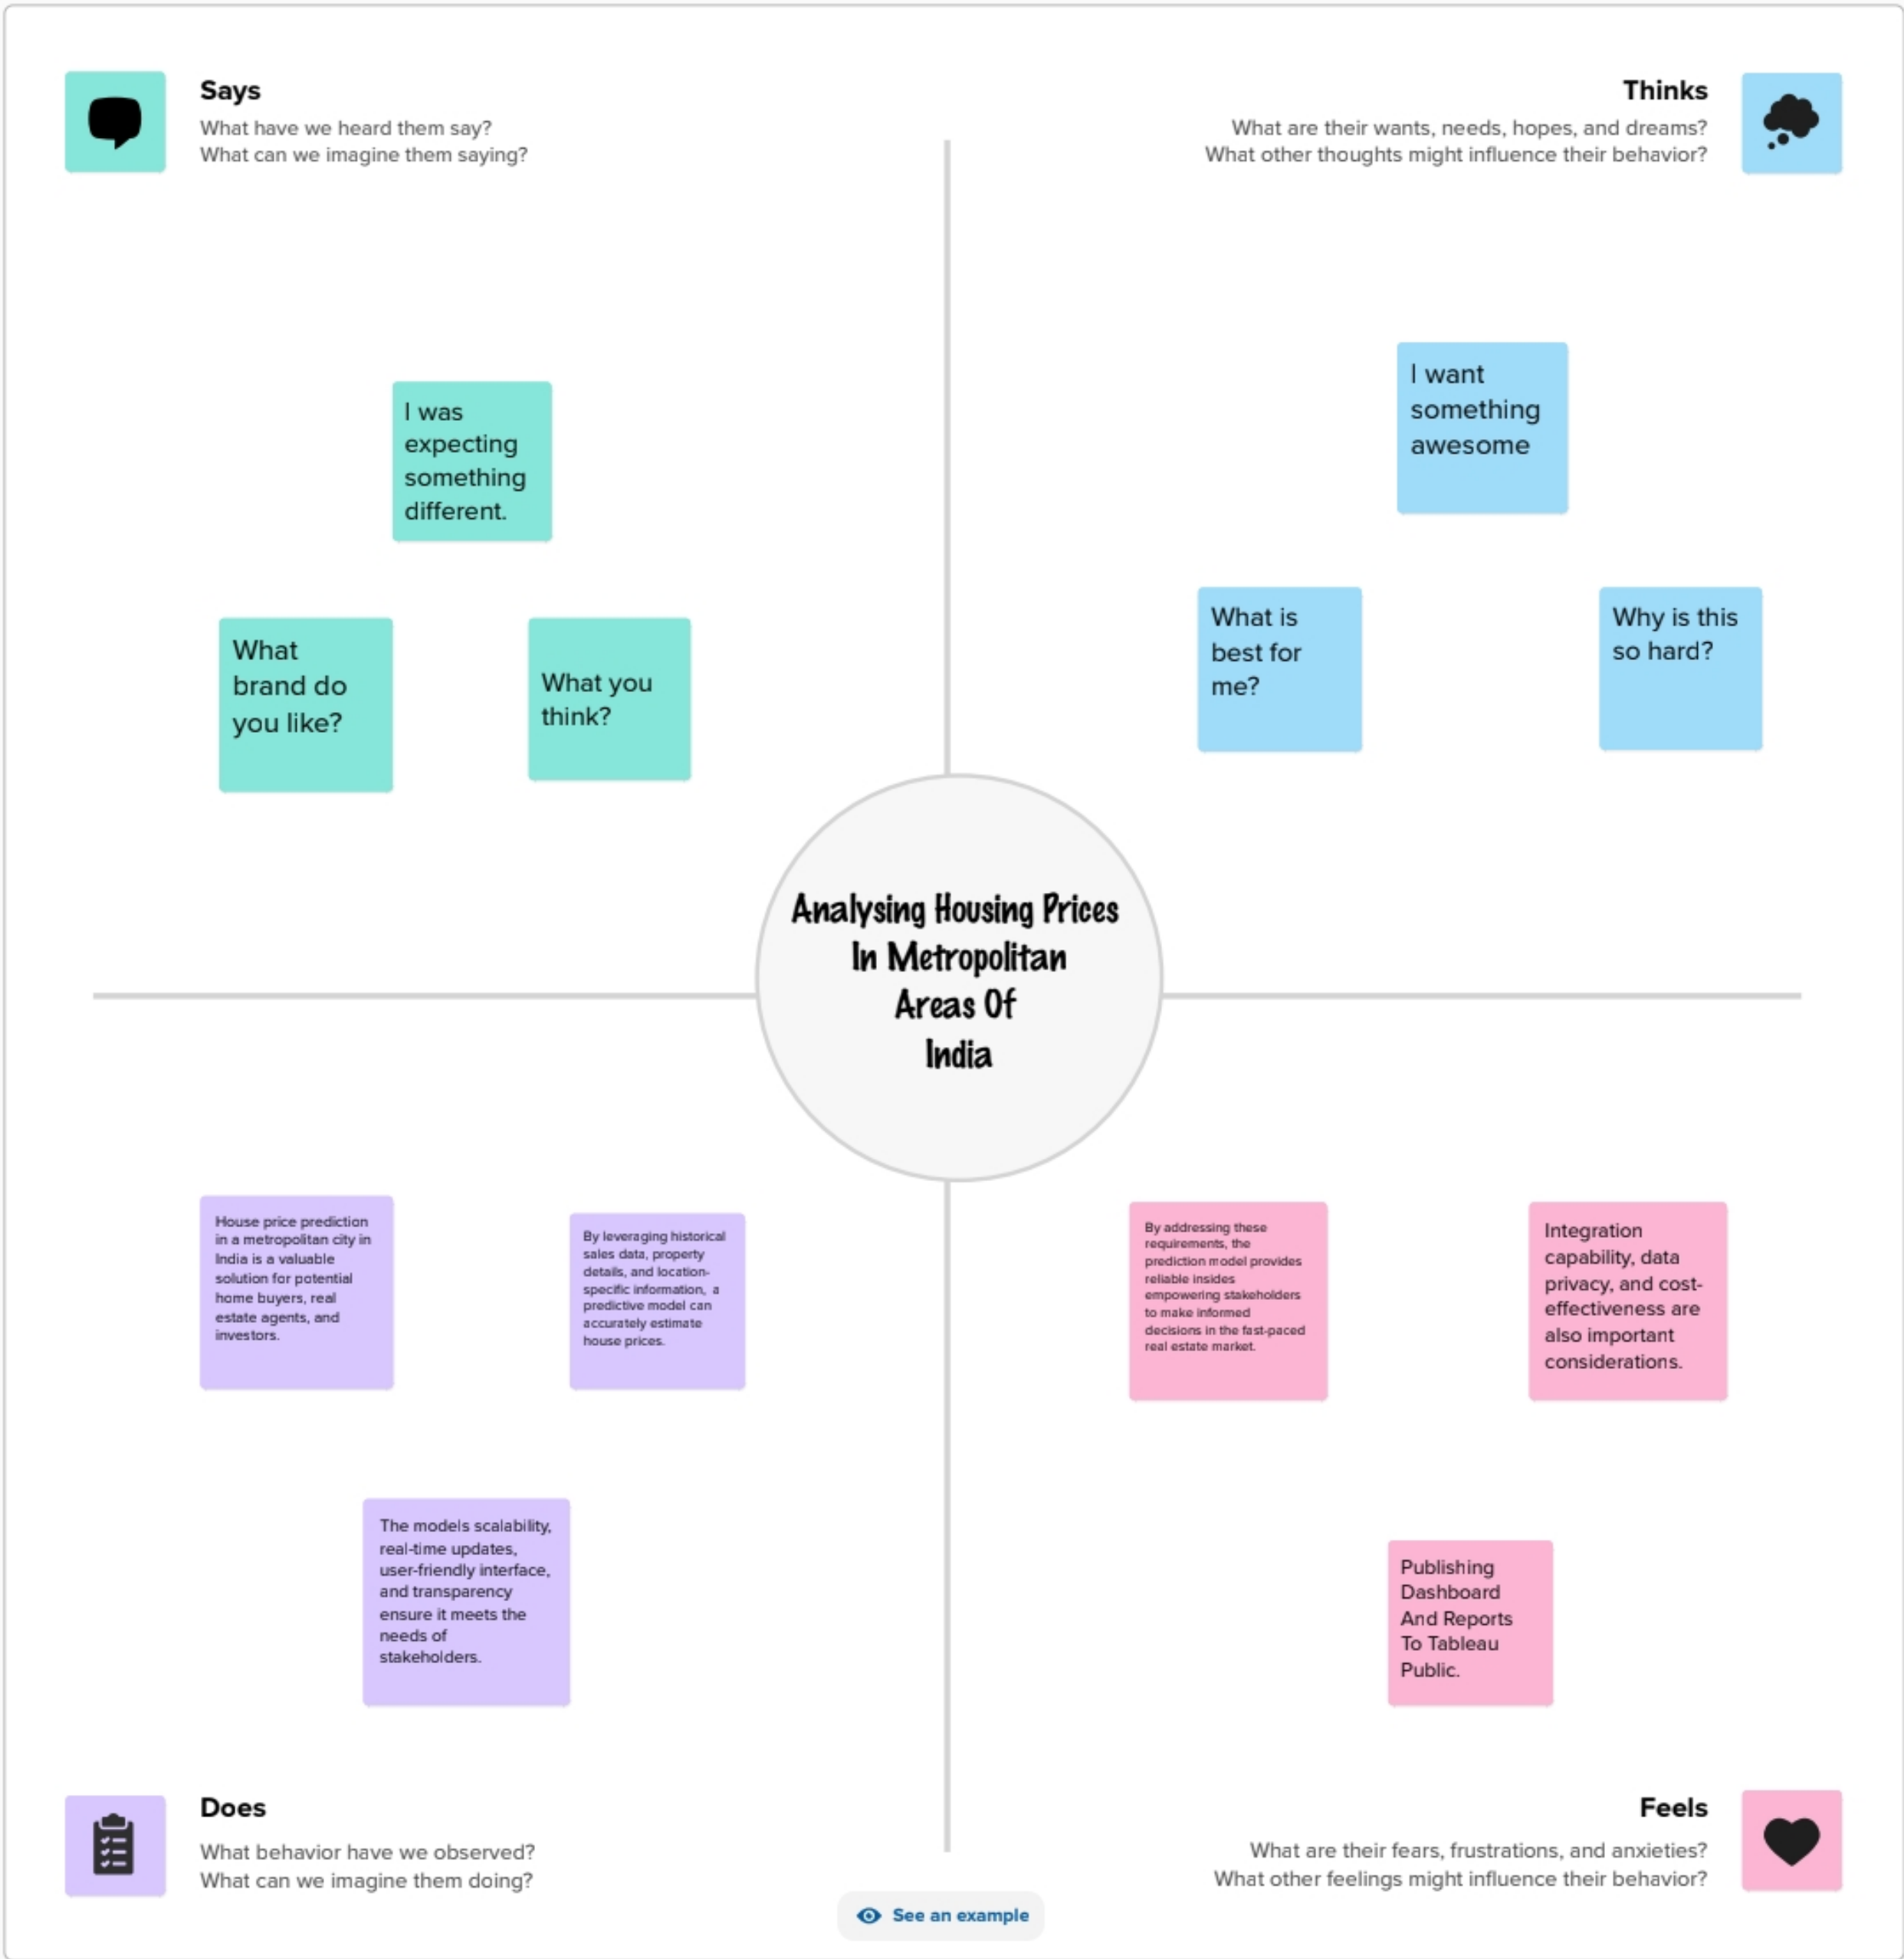 Says
What have we heard them say?
What can we imagine them saying?
Thinks
What are their wants, needs, hopes, and dreams?
What other thoughts might influence their behavior?
I was
expecting
something
different.
What
brand do
you like?
What you
think?
I want
something
awesome
What is
best for
me?
Why is this
so hard?
Analysing Housing Prices
In Metropolitan
Areas Of
India
House price prediction
in a metropolitan city in
India is a valuable
solution for potential
home buyers, real
estate agents, and
investors.
By leveraging historical
sales data, property
details, and location-
specific information, a
predictive model can
accurately estimate
house prices.
The models scalability,
real-time updates,
user-friendly interface,
and transparency
ensure it meets the
needs of
stakeholders.
By addressing these
requirements, the
prediction model provides
reliable insides
empowering stakeholders
to make informed
decisions in the fast-paced
real estate market.
Integration
capability, data
privacy, and cost-
effectiveness are
also important
considerations.
Publishing
Dashboard
And Reports
To Tableau
Public.
Does
What behavior have we observed?
What can we imagine them doing?
Feels
What are their fears, frustrations, and anxieties?
What other feelings might influence their behavior?
See an example